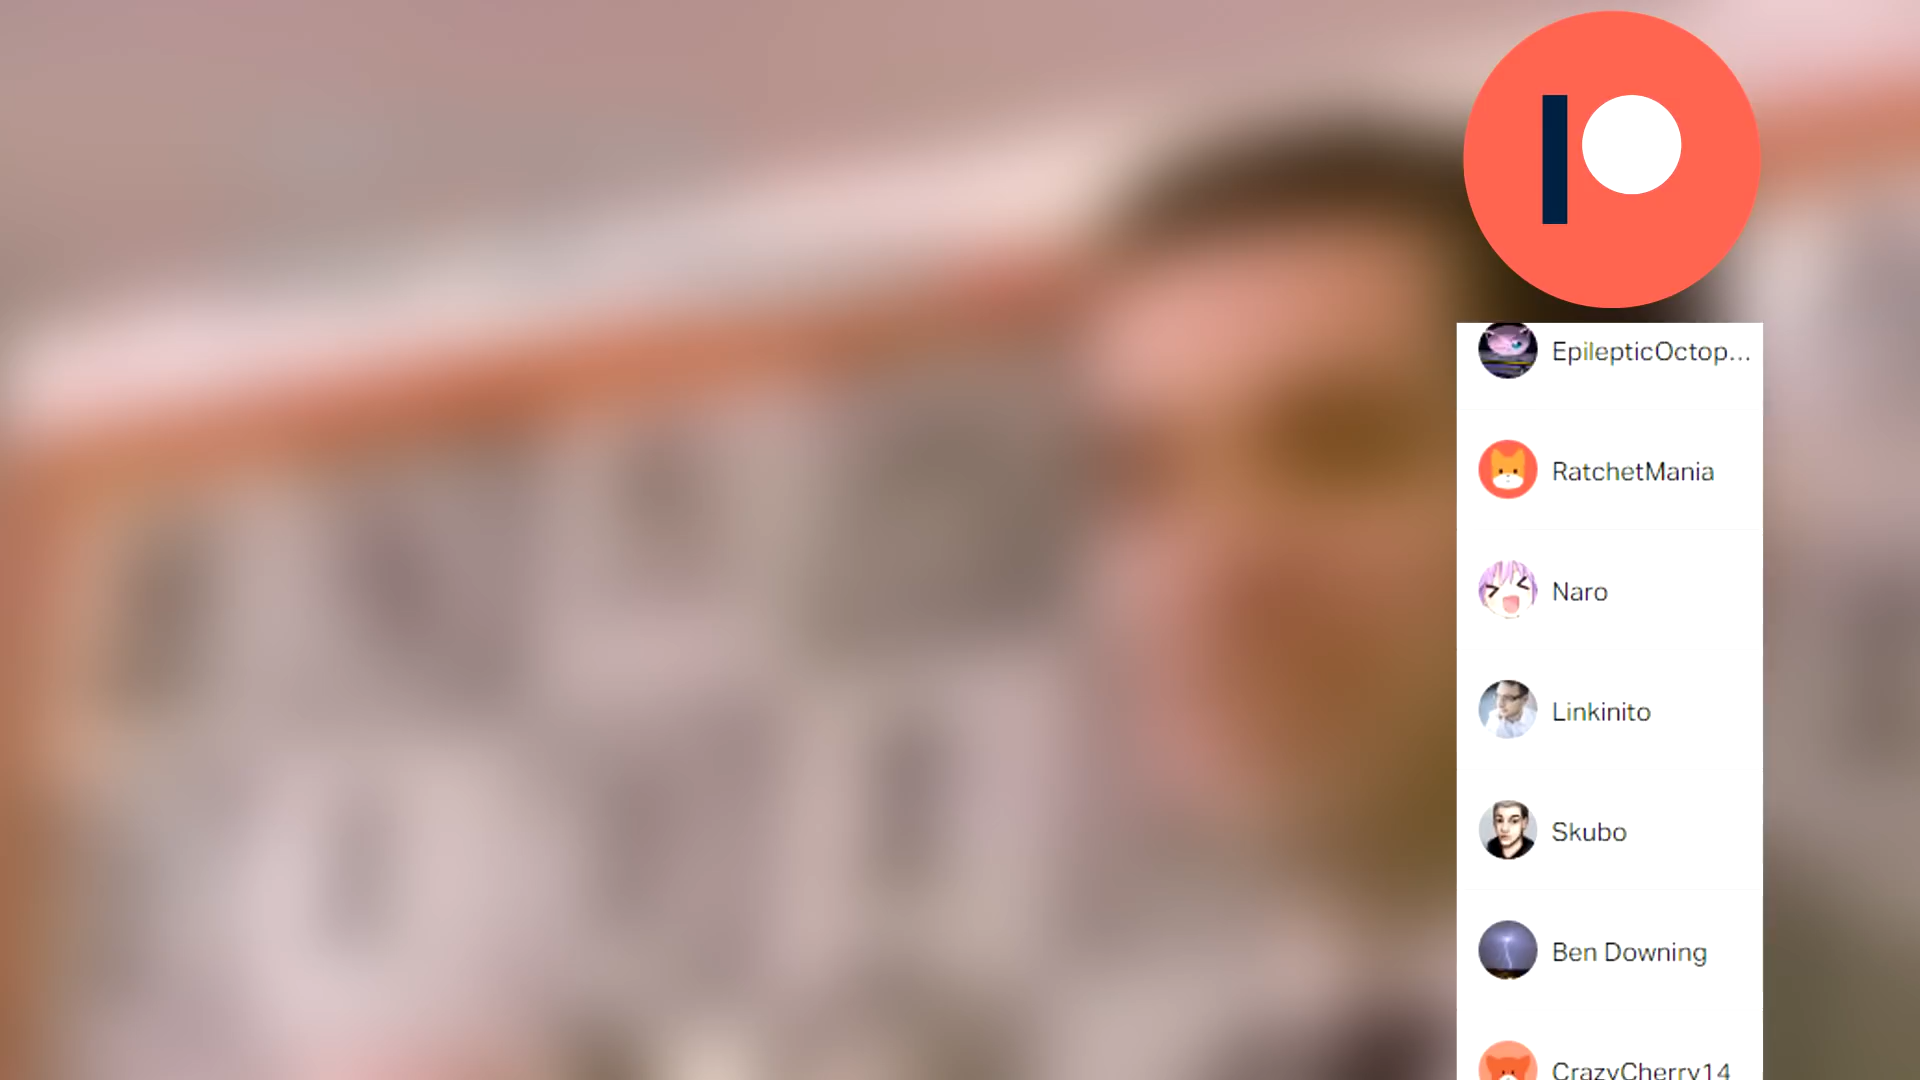 EpilepticOctop...
RatchetMania
Naro
Linkinito
Skubo
Ben Downing
CrazyCherry14